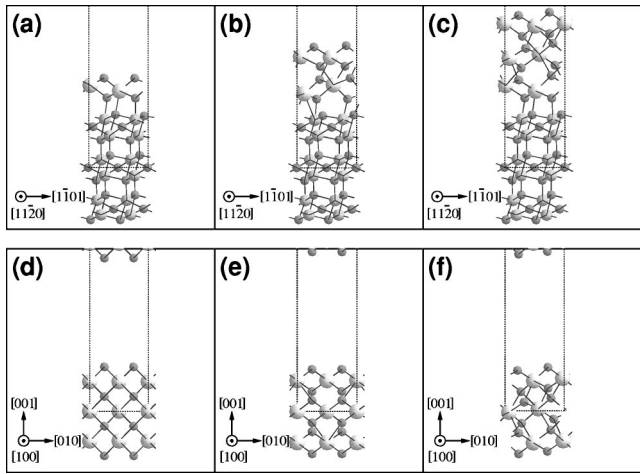 (a)
(b)
(c)
[11̄01]
[112̄0]
[11̄01]
[112̄0]
[11̄01]
[112̄0]
(d)
(e)
(f)
[001]
[010]
[100]
[001]
[010]
[100]
[001]
[010]
[100]